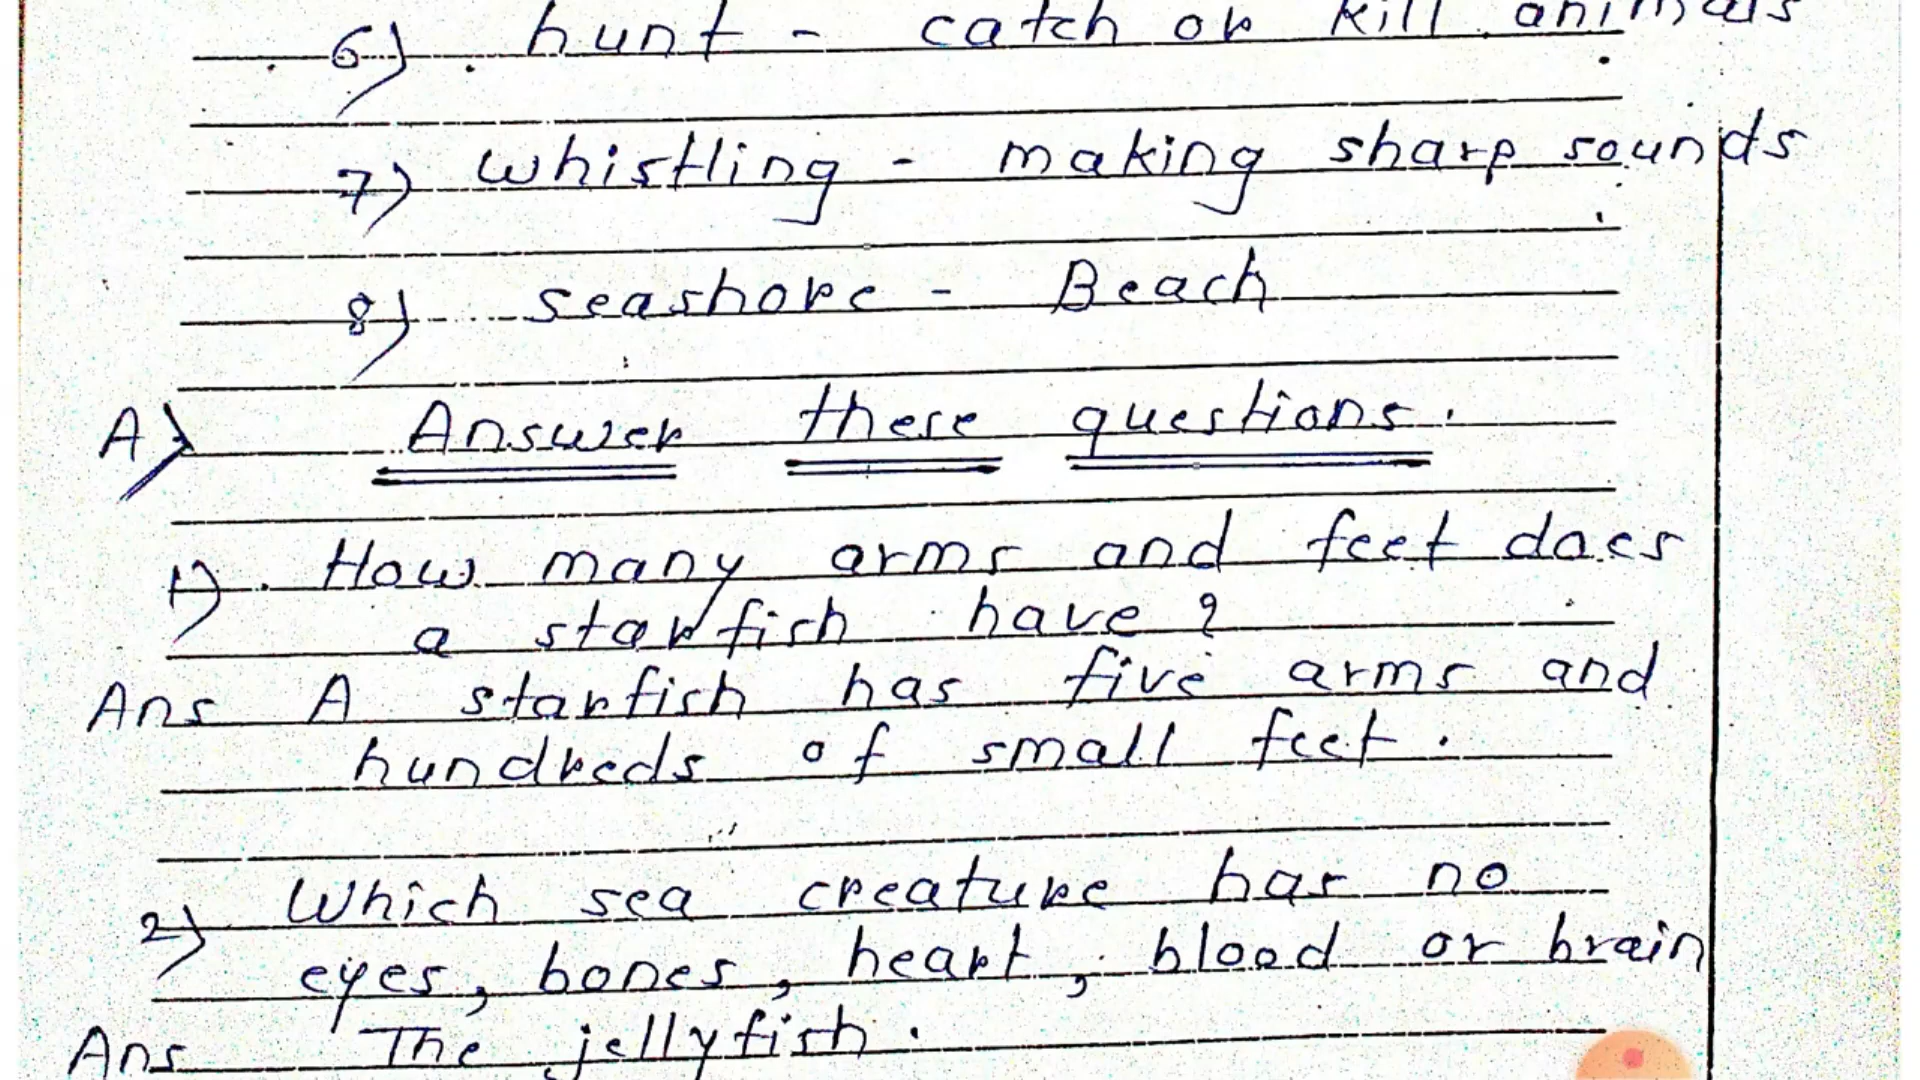 6) hunt - catch or kill animals
7) whistling - making sharp sounds
8) seashore - Beach
A) Answer these questions.
1) How many arms and feet does
a starfish have ?
Ans A starfish has five arms and
hundreds of small feet.
2) Which sea creature has no
eyes, bones, heart, blood or brain
Ans The jellyfish.